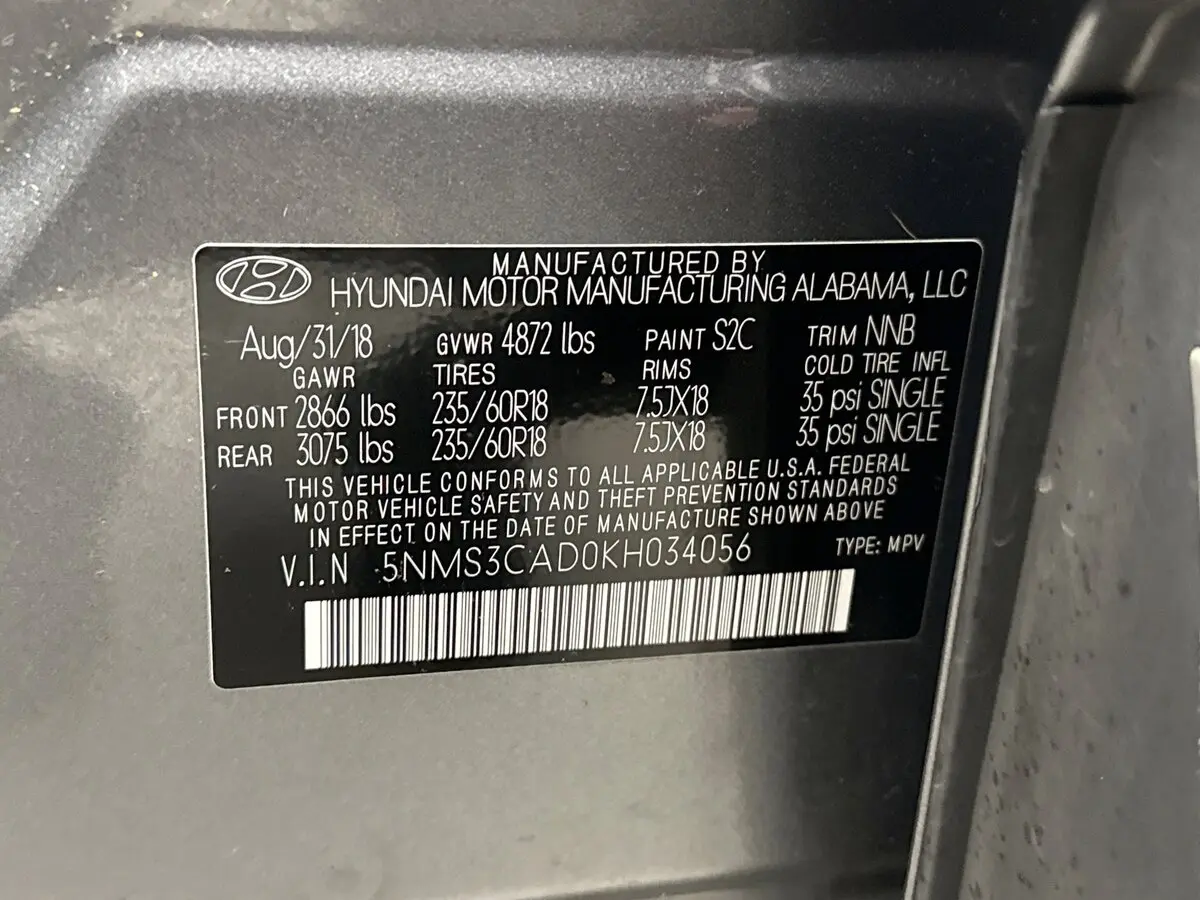 MANUFACTURED BY
HYUNDAI MOTOR MANUFACTURING ALABAMA, LLC
Aug/31/18 GVWR 4872 lbs PAINT S2C TRIM NNB
GAWR TIRES RIMS COLD TIRE INFL
FRONT 2866 lbs 235/60R18 7.5JX18 35 psi SINGLE
REAR 3075 lbs 235/60R18 7.5JX18 35 psi SINGLE
THIS VEHICLE CONFORMS TO ALL APPLICABLE U.S.A. FEDERAL
MOTOR VEHICLE SAFETY AND THEFT PREVENTION STANDARDS
IN EFFECT ON THE DATE OF MANUFACTURE SHOWN ABOVE
V.I.N 5NMS3CAD0KH034056 TYPE: MPV